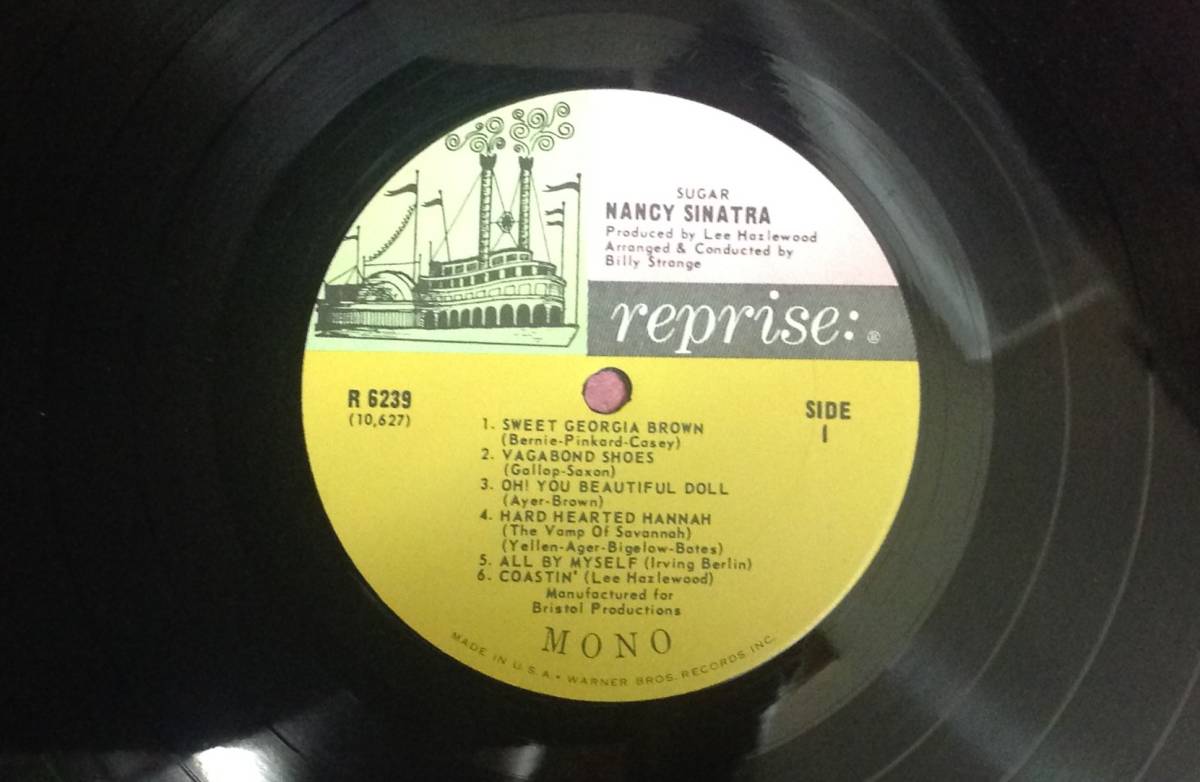 SUGAR
NANCY SINATRA
Produced by Lee Hazlewood
Arranged & Conducted by
Billy Strange
reprise: ®
R 6239
(10,627)
SIDE
1
1. SWEET GEORGIA BROWN
(Bernie-Pinkard-Casey)
2. VAGABOND SHOES
(Gallop-Saxon)
3. OH! YOU BEAUTIFUL DOLL
(Ayer-Brown)
4. HARD HEARTED HANNAH
(The Vamp Of Savannah)
(Yellen-Ager-Bigelow-Bates)
5. ALL BY MYSELF (Irving Berlin)
6. COASTIN' (Lee Hazlewood)
Manufactured for
Bristol Productions
MONO
MADE IN U.S.A. • WARNER BROS. RECORDS INC.